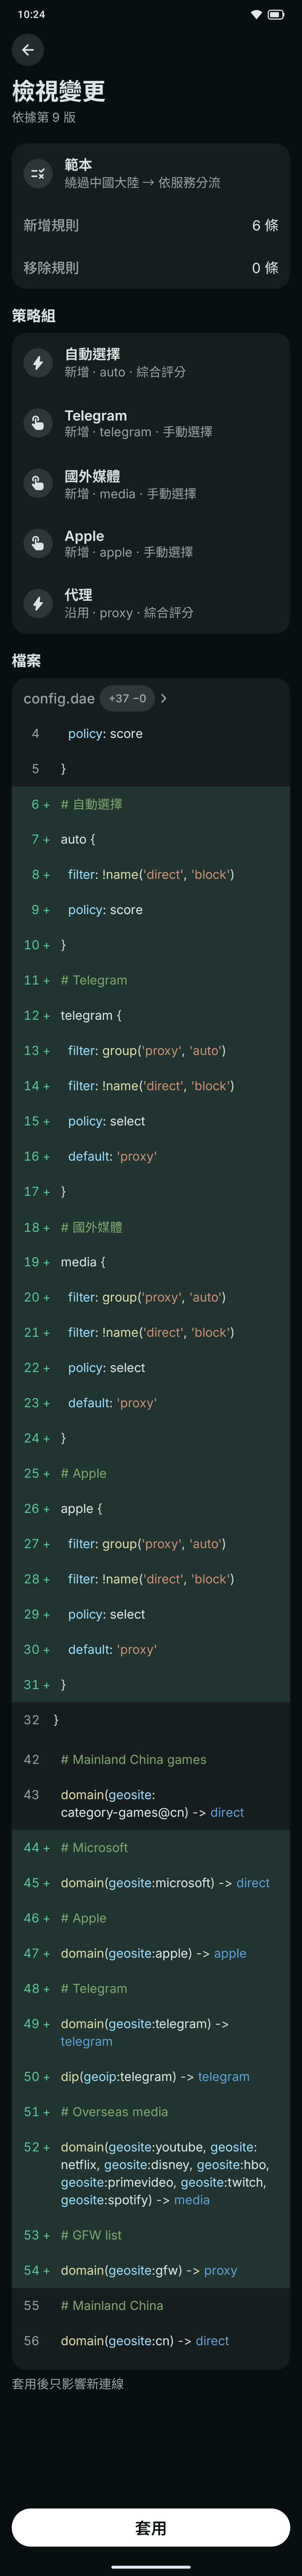 10:24
檢視變更
依據第 9 版
範本
繞過中國大陸 → 依服務分流
新增規則 6 條
移除規則 0 條
策略組
自動選擇
新增 · auto · 綜合評分
Telegram
新增 · telegram · 手動選擇
國外媒體
新增 · media · 手動選擇
Apple
新增 · apple · 手動選擇
代理
沿用 · proxy · 綜合評分
檔案
config.dae +37 −0
4 policy: score
5 }
6 + # 自動選擇
7 + auto {
8 + filter: !name('direct', 'block')
9 + policy: score
10 + }
11 + # Telegram
12 + telegram {
13 + filter: group('proxy', 'auto')
14 + filter: !name('direct', 'block')
15 + policy: select
16 + default: 'proxy'
17 + }
18 + # 國外媒體
19 + media {
20 + filter: group('proxy', 'auto')
21 + filter: !name('direct', 'block')
22 + policy: select
23 + default: 'proxy'
24 + }
25 + # Apple
26 + apple {
27 + filter: group('proxy', 'auto')
28 + filter: !name('direct', 'block')
29 + policy: select
30 + default: 'proxy'
31 + }
32 }
42 # Mainland China games
43 domain(geosite:
category-games@cn) -> direct
44 + # Microsoft
45 + domain(geosite:microsoft) -> direct
46 + # Apple
47 + domain(geosite:apple) -> apple
48 + # Telegram
49 + domain(geosite:telegram) ->
telegram
50 + dip(geoip:telegram) -> telegram
51 + # Overseas media
52 + domain(geosite:youtube, geosite:
netflix, geosite:disney, geosite:hbo,
geosite:primevideo, geosite:twitch,
geosite:spotify) -> media
53 + # GFW list
54 + domain(geosite:gfw) -> proxy
55 # Mainland China
56 domain(geosite:cn) -> direct
套用後只影響新連線
套用